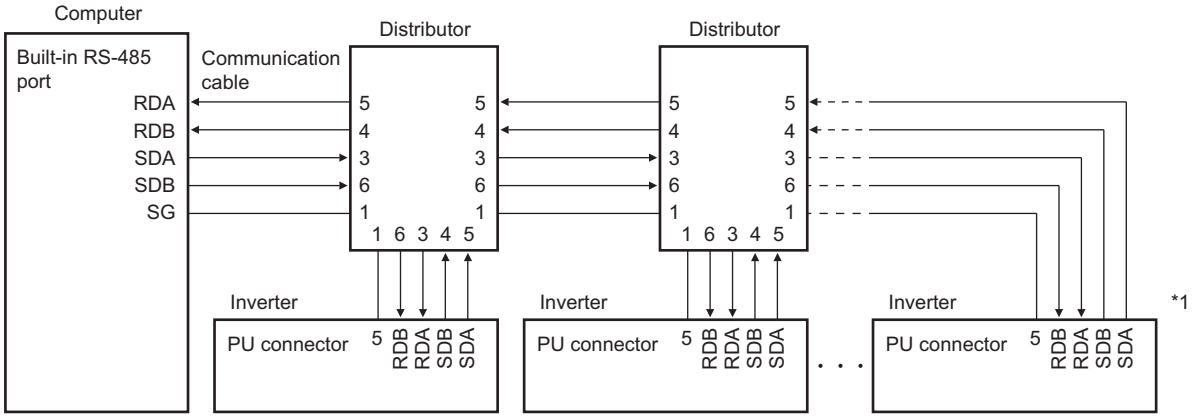 Computer
Distributor
Distributor
Built-in RS-485
port
Communication
cable
RDA
5
5
5
5
RDB
4
4
4
4
SDA
3
3
3
3
SDB
6
6
6
6
SG
1
1
1
1
1 6 3 4 5
1 6 3 4 5
Inverter
Inverter
Inverter
*1
PU connector
5
RDB
RDA
SDB
SDA
PU connector
5
RDB
RDA
SDB
SDA
. . .
PU connector
5
RDB
RDA
SDB
SDA